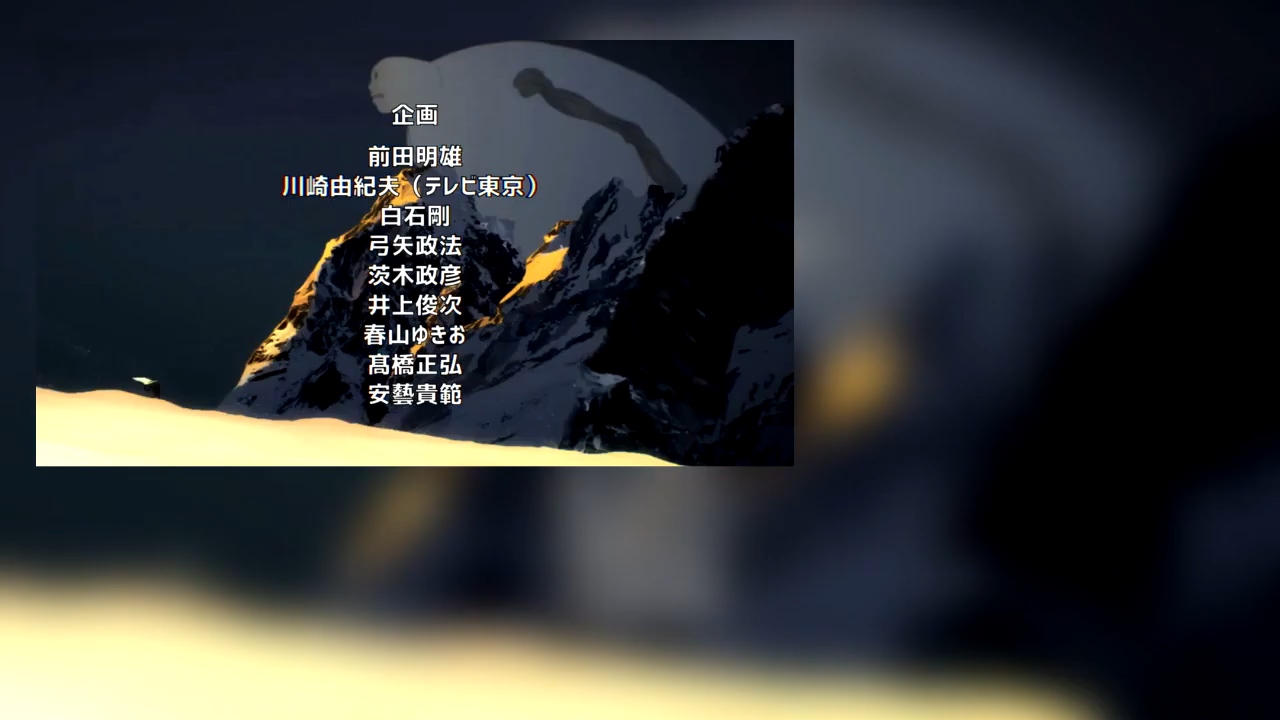 企画
前田明雄
川崎由紀夫（テレビ東京）
白石剛
弓矢政法
茨木政彦
井上俊次
春山ゆきお
髙橋正弘
安藝貴範